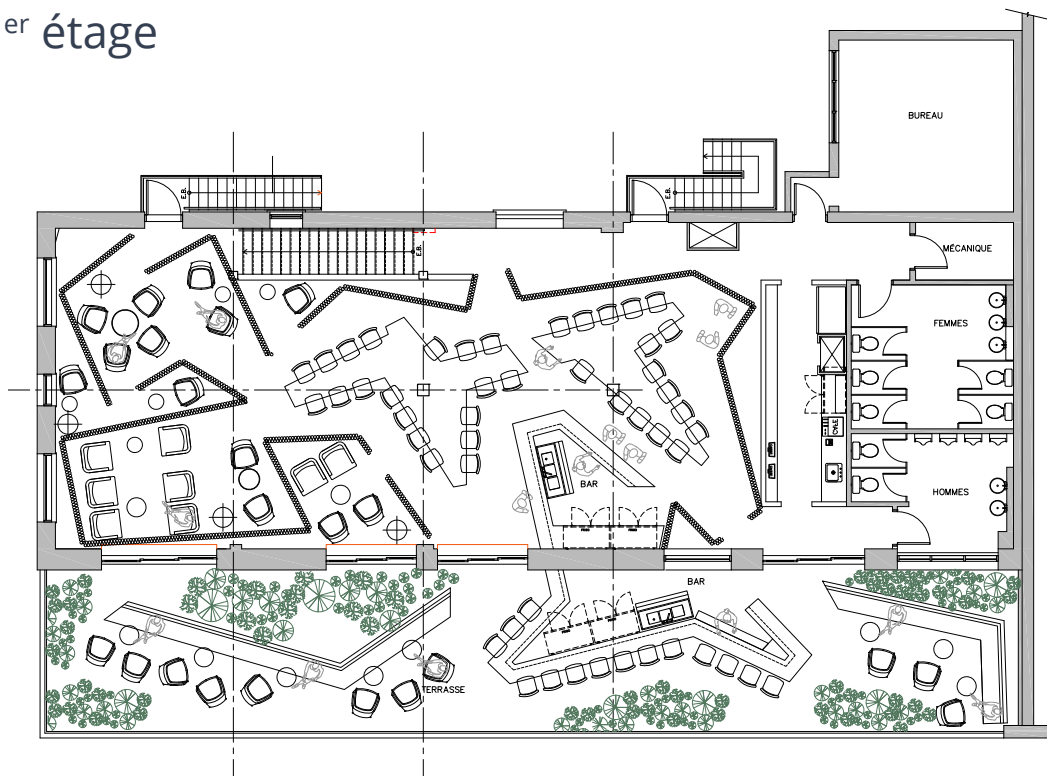 er étage
BUREAU
E.B.
E.B.
E.B.
MÉCANIQUE
FEMMES
BAR
HOMMES
BAR
TERRASSE